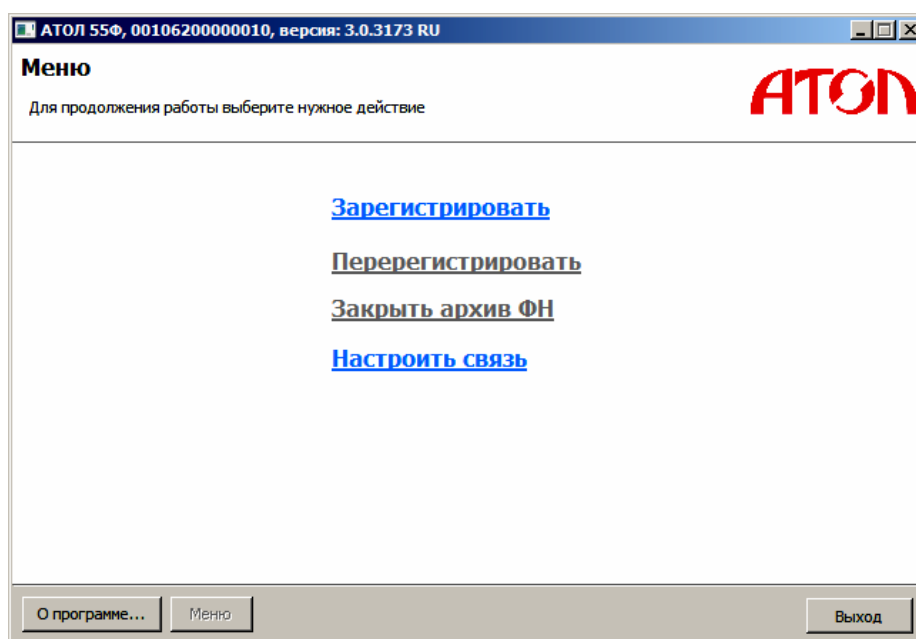 АТОЛ 55Ф, 00106200000010, версия: 3.0.3173 RU
Меню
Для продолжения работы выберите нужное действие
АТОЛ
Зарегистрировать
Перерегистрировать
Закрыть архив ФН
Настроить связь
О программе...
Меню
Выход